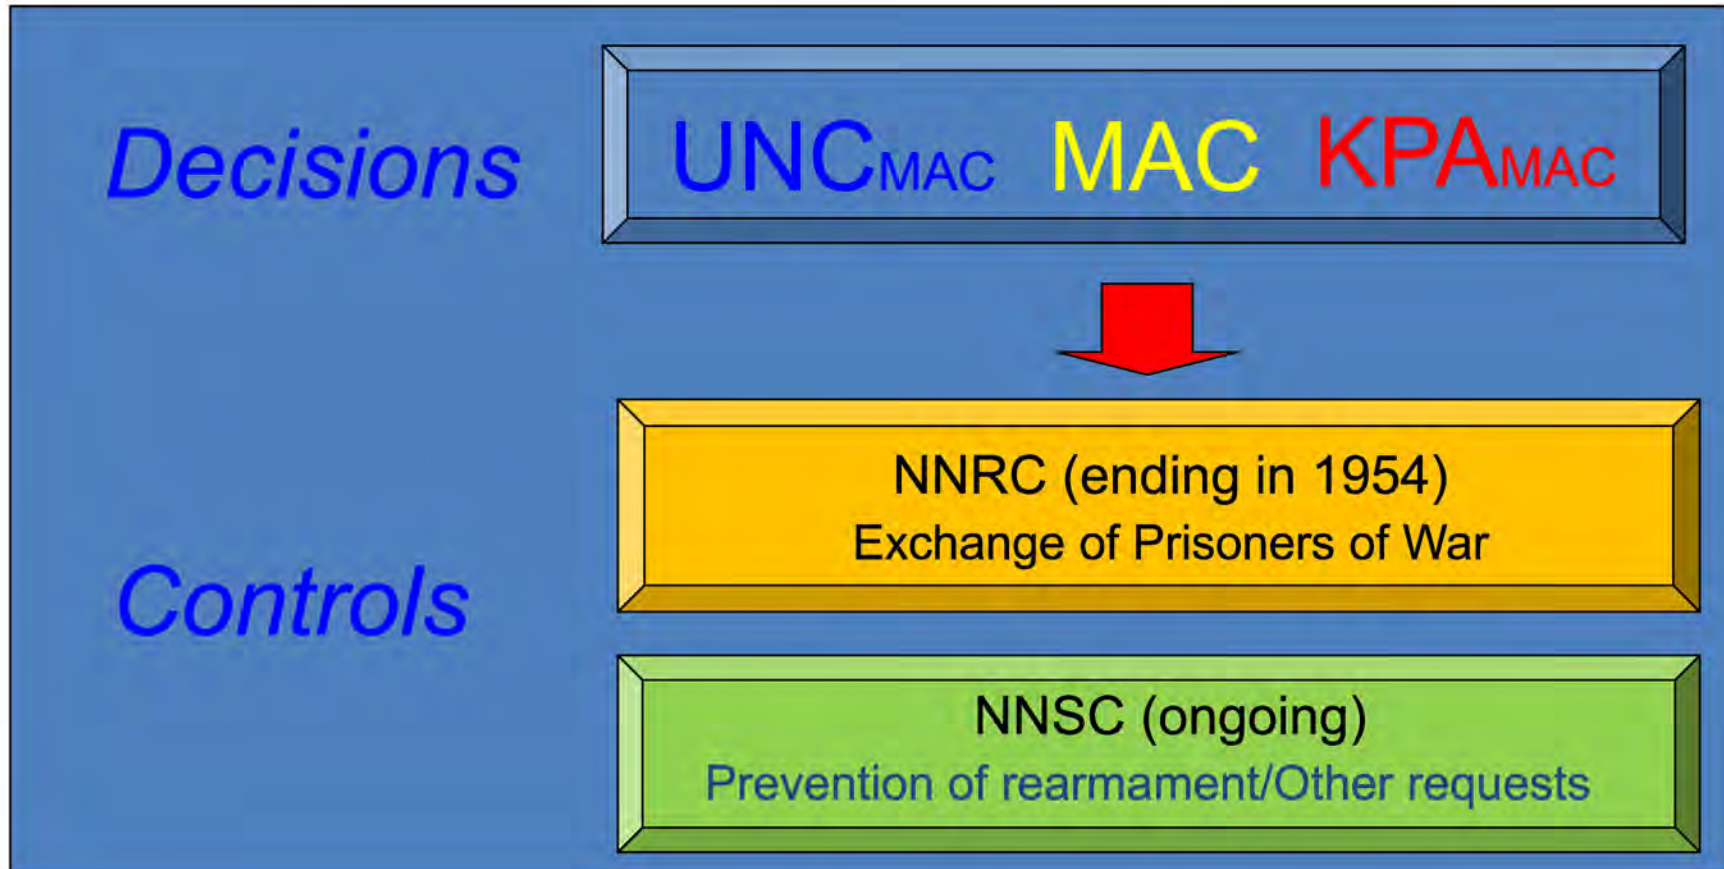 Decisions
UNCMAC MAC KPAMAC
NNRC (ending in 1954)
Exchange of Prisoners of War
Controls
NNSC (ongoing)
Prevention of rearmament/Other requests